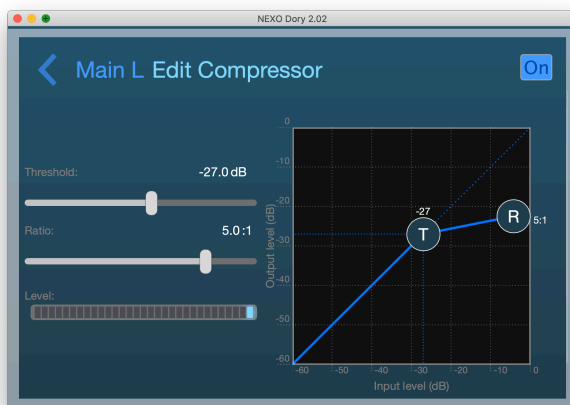 NEXO Dory 2.02
Main L Edit Compressor
On
Threshold: -27.0 dB
Ratio: 5.0:1
Level:
Output level (dB)
0
-10
-20
-30
-40
-50
-60
-27
T
R
5:1
-60 -50 -40 -30 -20 -10 0
Input level (dB)